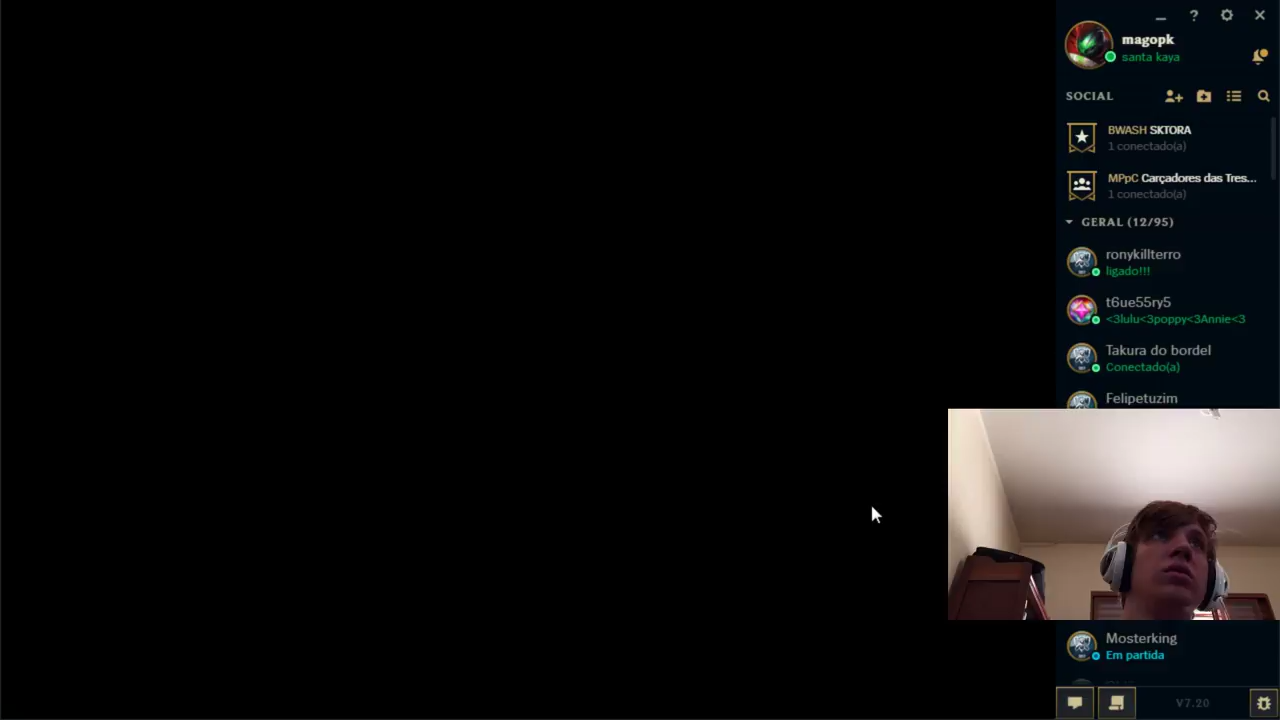 ?
magopk
santa kaya
SOCIAL
BWASH SKTORA
1 conectado(a)
MPpC Carçadores das Tres...
1 conectado(a)
GERAL (12/95)
ronykillterro
ligado!!!
t6ue55ry5
<3lulu<3poppy<3Annie<3
Takura do bordel
Conectado(a)
Felipetuzim
Mosterking
Em partida
V7.20